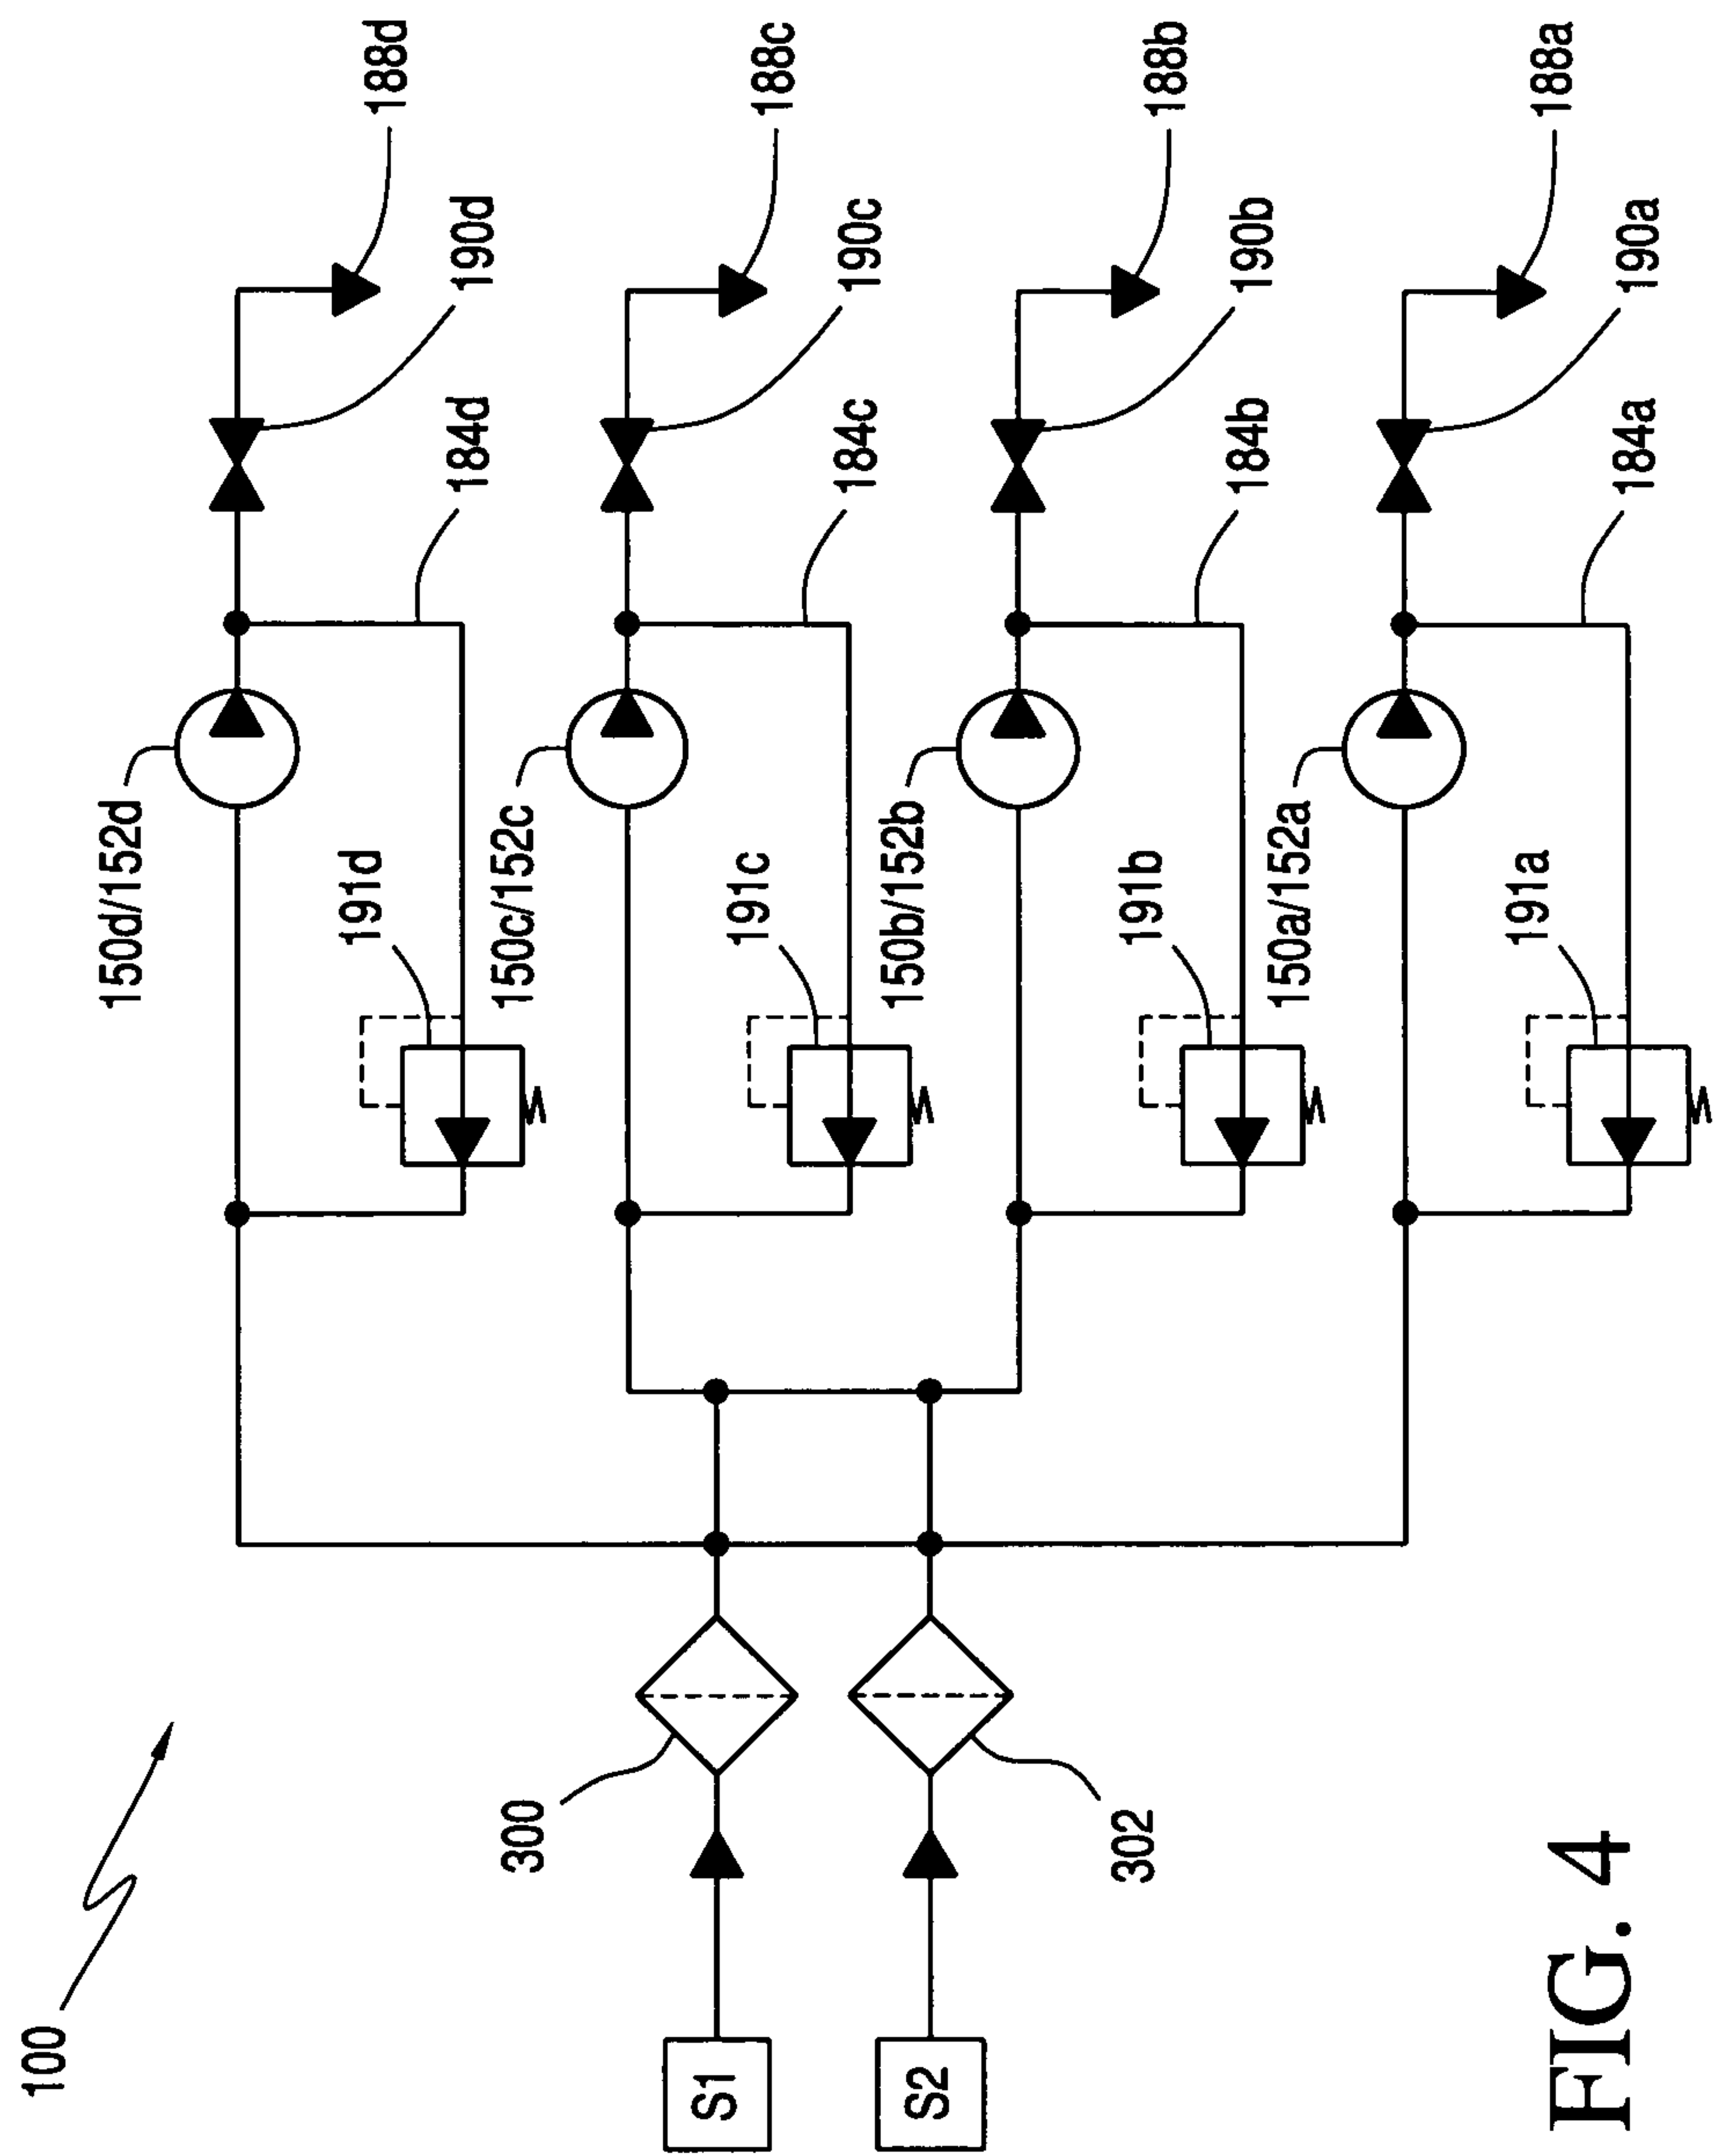 100
S1
S2
300
302
150d/152d
191d
184d
190d
188d
150c/152c
191c
184c
190c
188c
150b/152b
191b
184b
190b
188b
150a/152a
191a
184a
190a
188a
FIG. 4